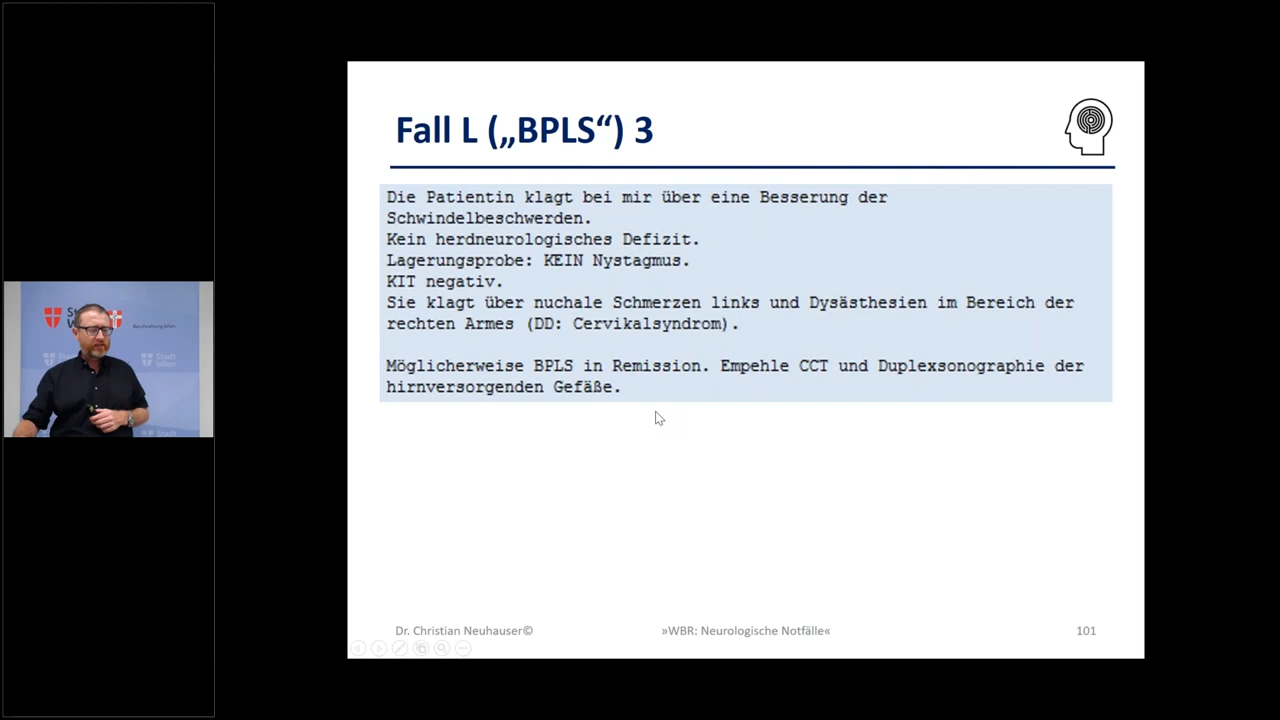 Fall L („BPLS“) 3
Die Patientin klagt bei mir über eine Besserung der
Schwindelbeschwerden.
Kein herdneurologisches Defizit.
Lagerungsprobe: KEIN Nystagmus.
KIT negativ.
Sie klagt über nuchale Schmerzen links und Dysästhesien im Bereich der
rechten Armes (DD: Cervikalsyndrom).
Möglicherweise BPLS in Remission. Empehle CCT und Duplexsonographie der
hirnversorgenden Gefäße.
Dr. Christian Neuhauser©
»WBR: Neurologische Notfälle«
101
Stadt
Wien